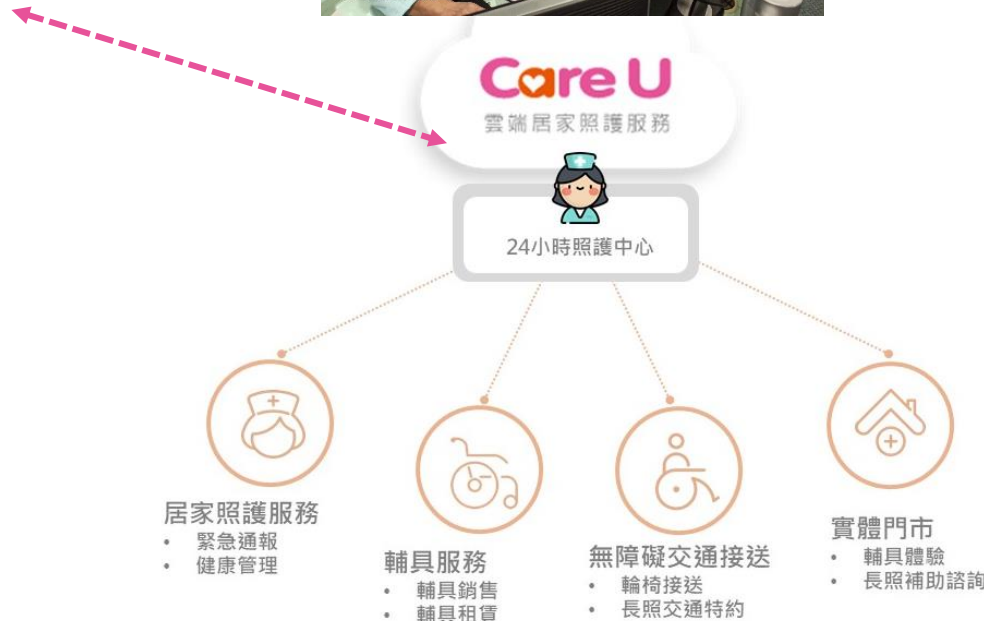 Care U
雲端居家照護服務
24小時照護中心
居家照護服務
• 緊急通報
• 健康管理
輔具服務
• 輔具銷售
• 輔具租賃
無障礙交通接送
• 輪椅接送
• 長照交通特約
實體門市
• 輔具體驗
• 長照補助諮詢